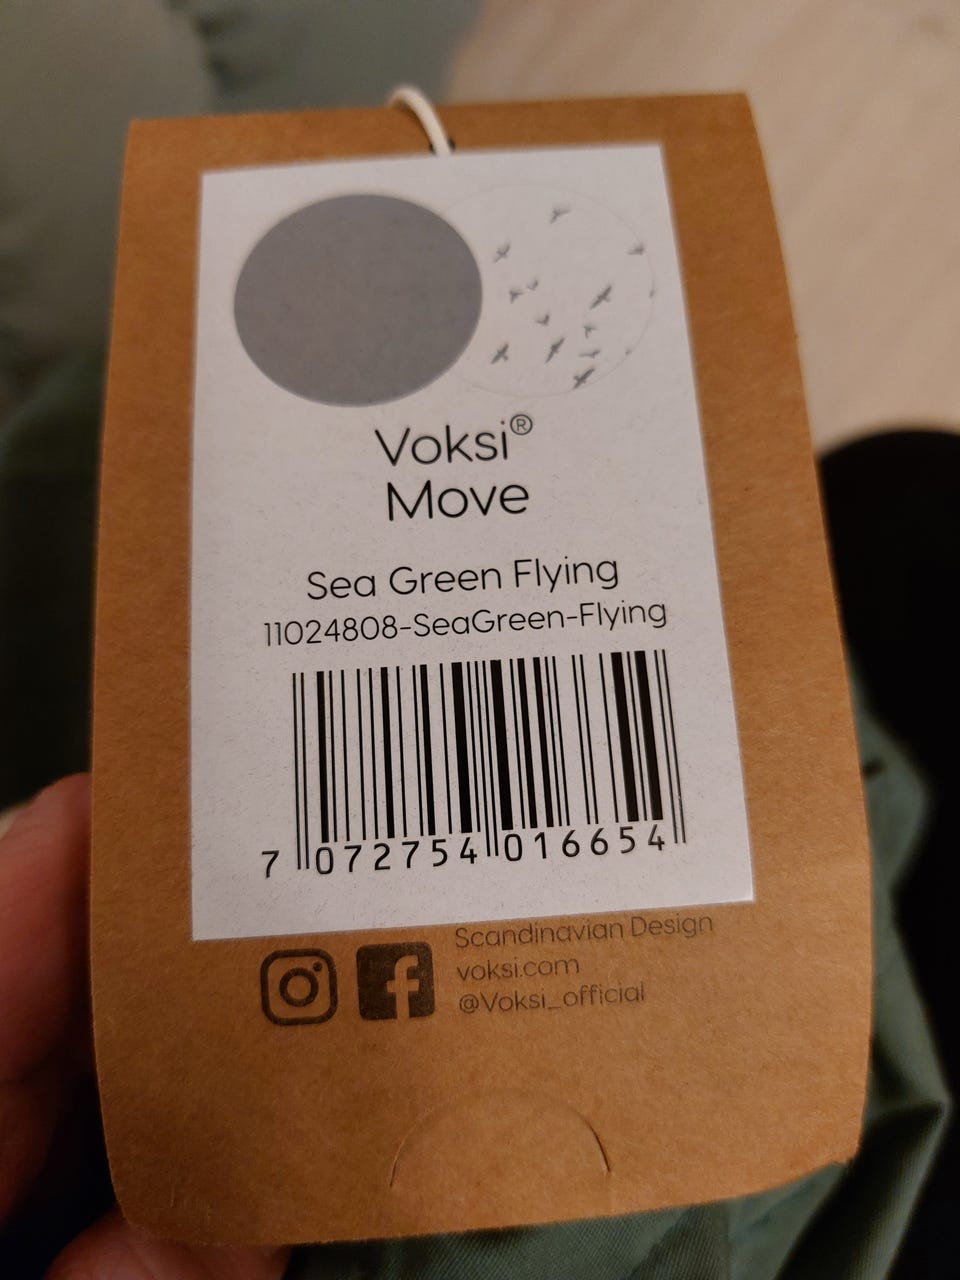 Voksi®
Move
Sea Green Flying
11024808-SeaGreen-Flying
7 072754 016654
Scandinavian Design
voksi.com
@Voksi_official